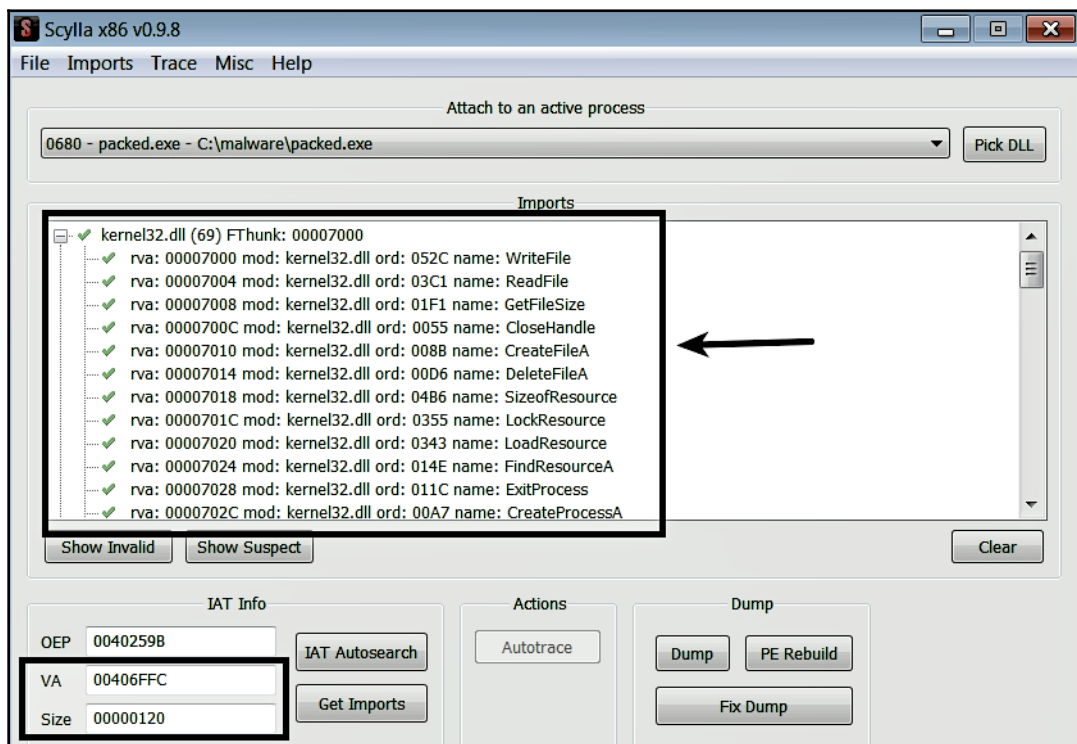 Scylla x86 v0.9.8
File Imports Trace Misc Help
Attach to an active process
0680 - packed.exe - C:\malware\packed.exe
Pick DLL
Imports
kernel32.dll (69) FThunk: 00007000
rva: 00007000 mod: kernel32.dll ord: 052C name: WriteFile
rva: 00007004 mod: kernel32.dll ord: 03C1 name: ReadFile
rva: 00007008 mod: kernel32.dll ord: 01F1 name: GetFileSize
rva: 0000700C mod: kernel32.dll ord: 0055 name: CloseHandle
rva: 00007010 mod: kernel32.dll ord: 008B name: CreateFileA
rva: 00007014 mod: kernel32.dll ord: 00D6 name: DeleteFileA
rva: 00007018 mod: kernel32.dll ord: 04B6 name: SizeofResource
rva: 0000701C mod: kernel32.dll ord: 0355 name: LockResource
rva: 00007020 mod: kernel32.dll ord: 0343 name: LoadResource
rva: 00007024 mod: kernel32.dll ord: 014E name: FindResourceA
rva: 00007028 mod: kernel32.dll ord: 011C name: ExitProcess
rva: 0000702C mod: kernel32.dll ord: 00A7 name: CreateProcessA
Show Invalid Show Suspect Clear
IAT Info Actions Dump
OEP 0040259B IAT Autosearch Autotrace Dump PE Rebuild
VA 00406FFC
Size 00000120 Get Imports Fix Dump